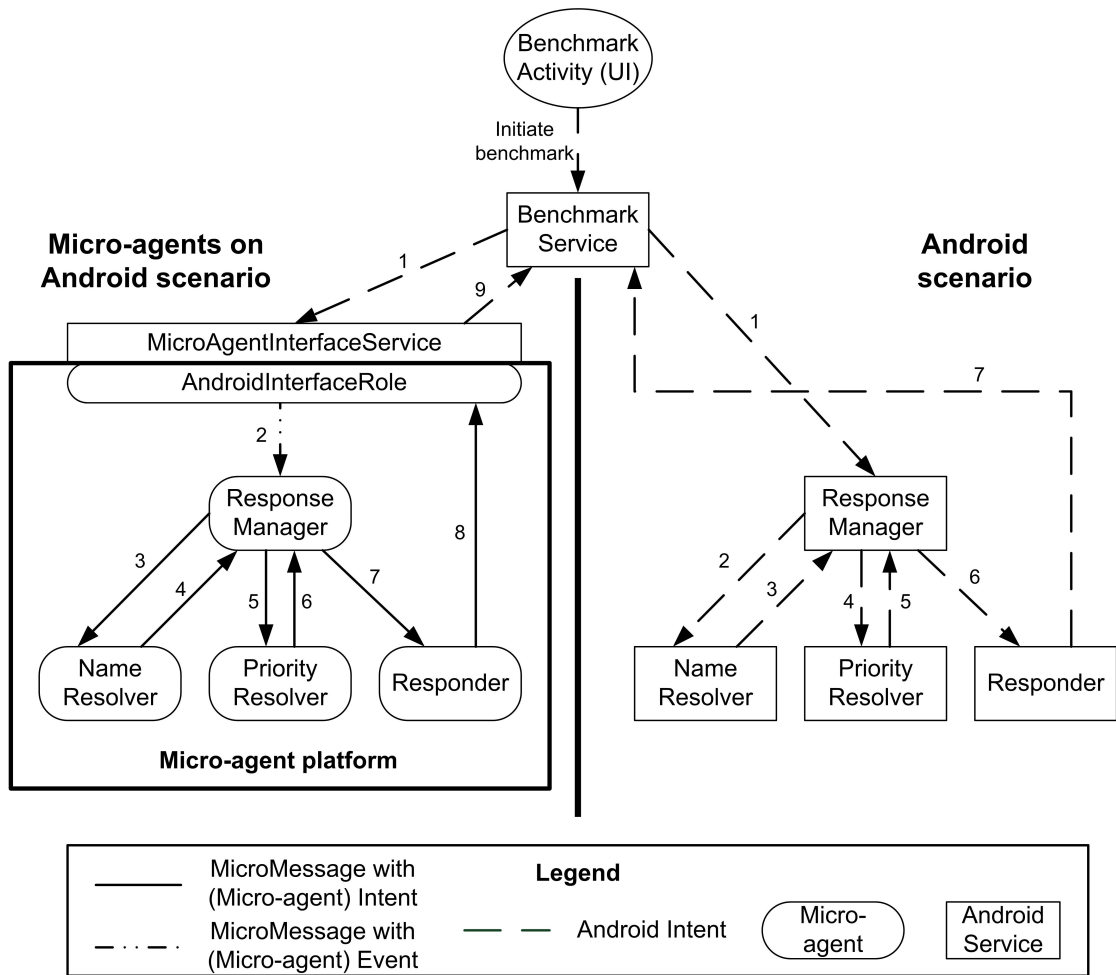 Benchmark
Activity (UI)
Initiate
benchmark
Benchmark
Service
Micro-agents on
Android scenario
Android
scenario
1
9
1
MicroAgentInterfaceService
AndroidInterfaceRole
7
2
Response
Manager
Response
Manager
3
4
5
6
7
8
2
3
4
5
6
Name
Resolver
Priority
Resolver
Responder
Name
Resolver
Priority
Resolver
Responder
Micro-agent platform
Legend
MicroMessage with
(Micro-agent) Intent
MicroMessage with
(Micro-agent) Event
Android Intent
Micro-
agent
Android
Service